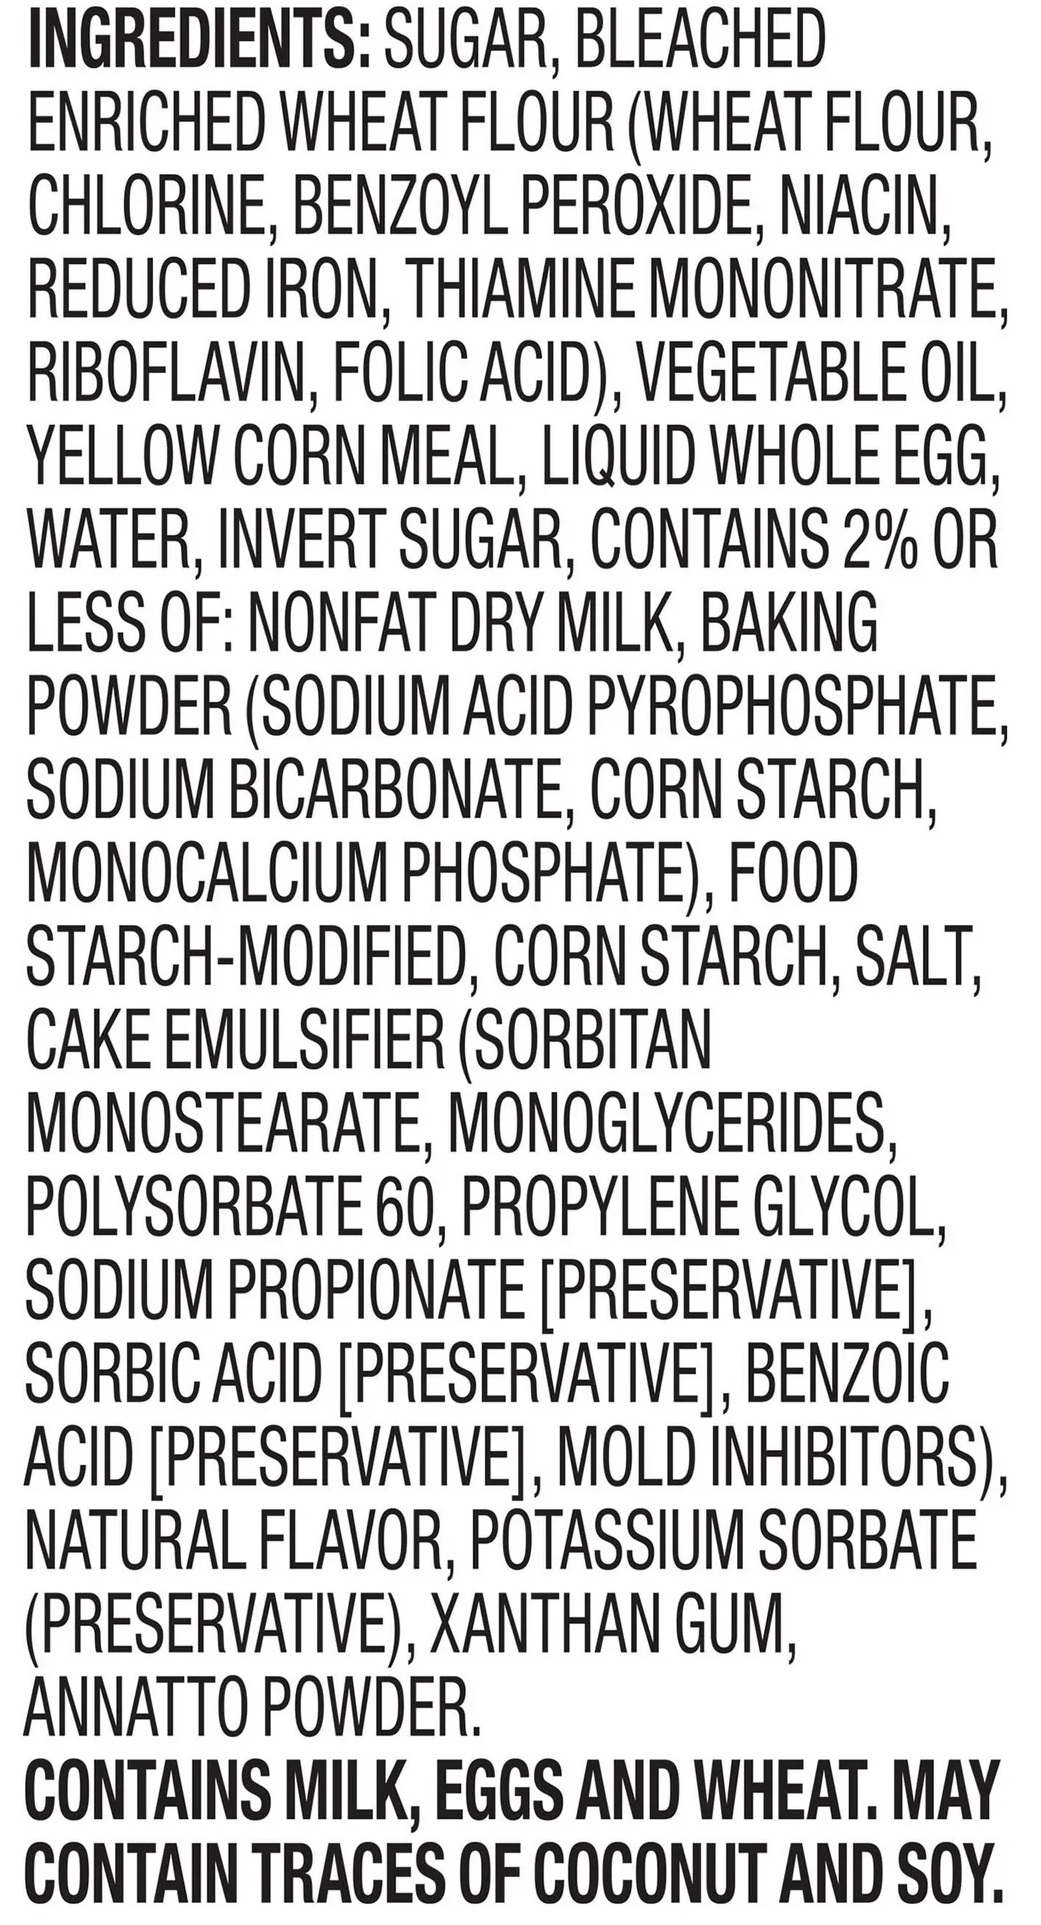 INGREDIENTS: SUGAR, BLEACHED
ENRICHED WHEAT FLOUR (WHEAT FLOUR,
CHLORINE, BENZOYL PEROXIDE, NIACIN,
REDUCED IRON, THIAMINE MONONITRATE,
RIBOFLAVIN, FOLIC ACID), VEGETABLE OIL,
YELLOW CORN MEAL, LIQUID WHOLE EGG,
WATER, INVERT SUGAR, CONTAINS 2% OR
LESS OF: NONFAT DRY MILK, BAKING
POWDER (SODIUM ACID PYROPHOSPHATE,
SODIUM BICARBONATE, CORN STARCH,
MONOCALCIUM PHOSPHATE), FOOD
STARCH-MODIFIED, CORN STARCH, SALT,
CAKE EMULSIFIER (SORBITAN
MONOSTEARATE, MONOGLYCERIDES,
POLYSORBATE 60, PROPYLENE GLYCOL,
SODIUM PROPIONATE [PRESERVATIVE],
SORBIC ACID [PRESERVATIVE], BENZOIC
ACID [PRESERVATIVE], MOLD INHIBITORS),
NATURAL FLAVOR, POTASSIUM SORBATE
(PRESERVATIVE), XANTHAN GUM,
ANNATTO POWDER.
CONTAINS MILK, EGGS AND WHEAT. MAY
CONTAIN TRACES OF COCONUT AND SOY.